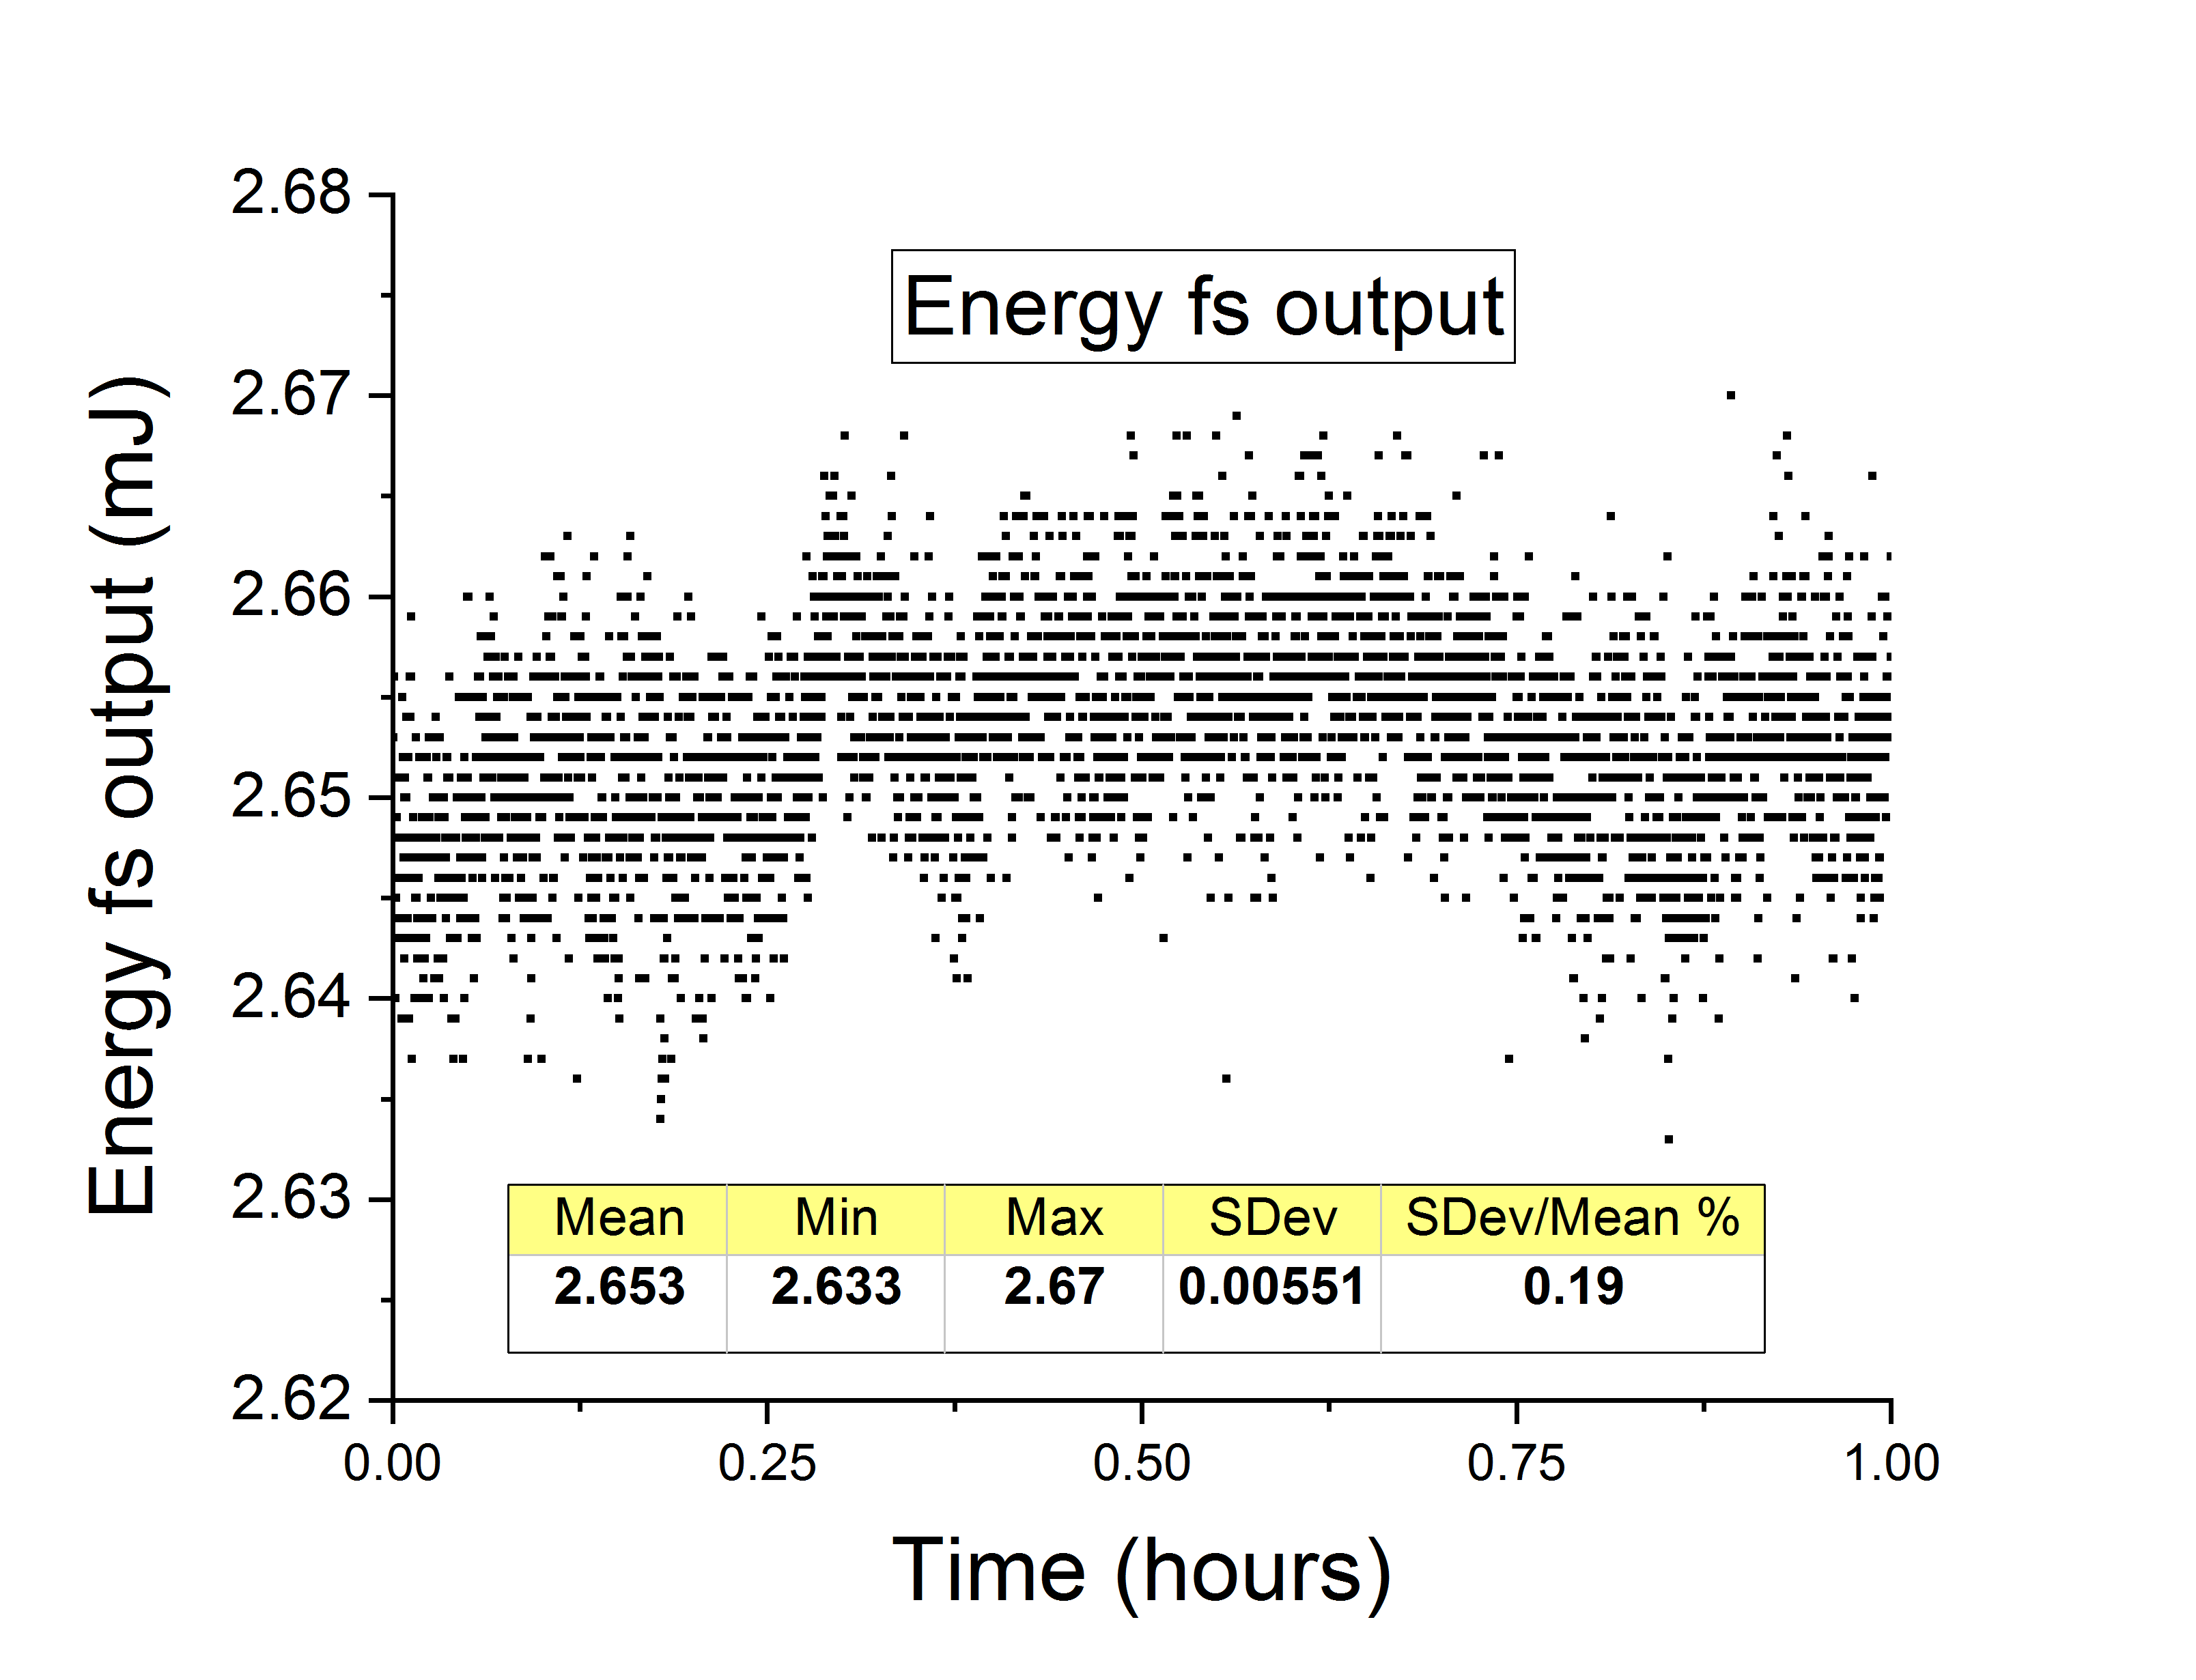 Energy fs output
Energy fs output (mJ)
2.68
2.67
2.66
2.65
2.64
2.63
2.62
Mean Min Max SDev SDev/Mean %
2.653 2.633 2.67 0.00551 0.19
0.00 0.25 0.50 0.75 1.00
Time (hours)